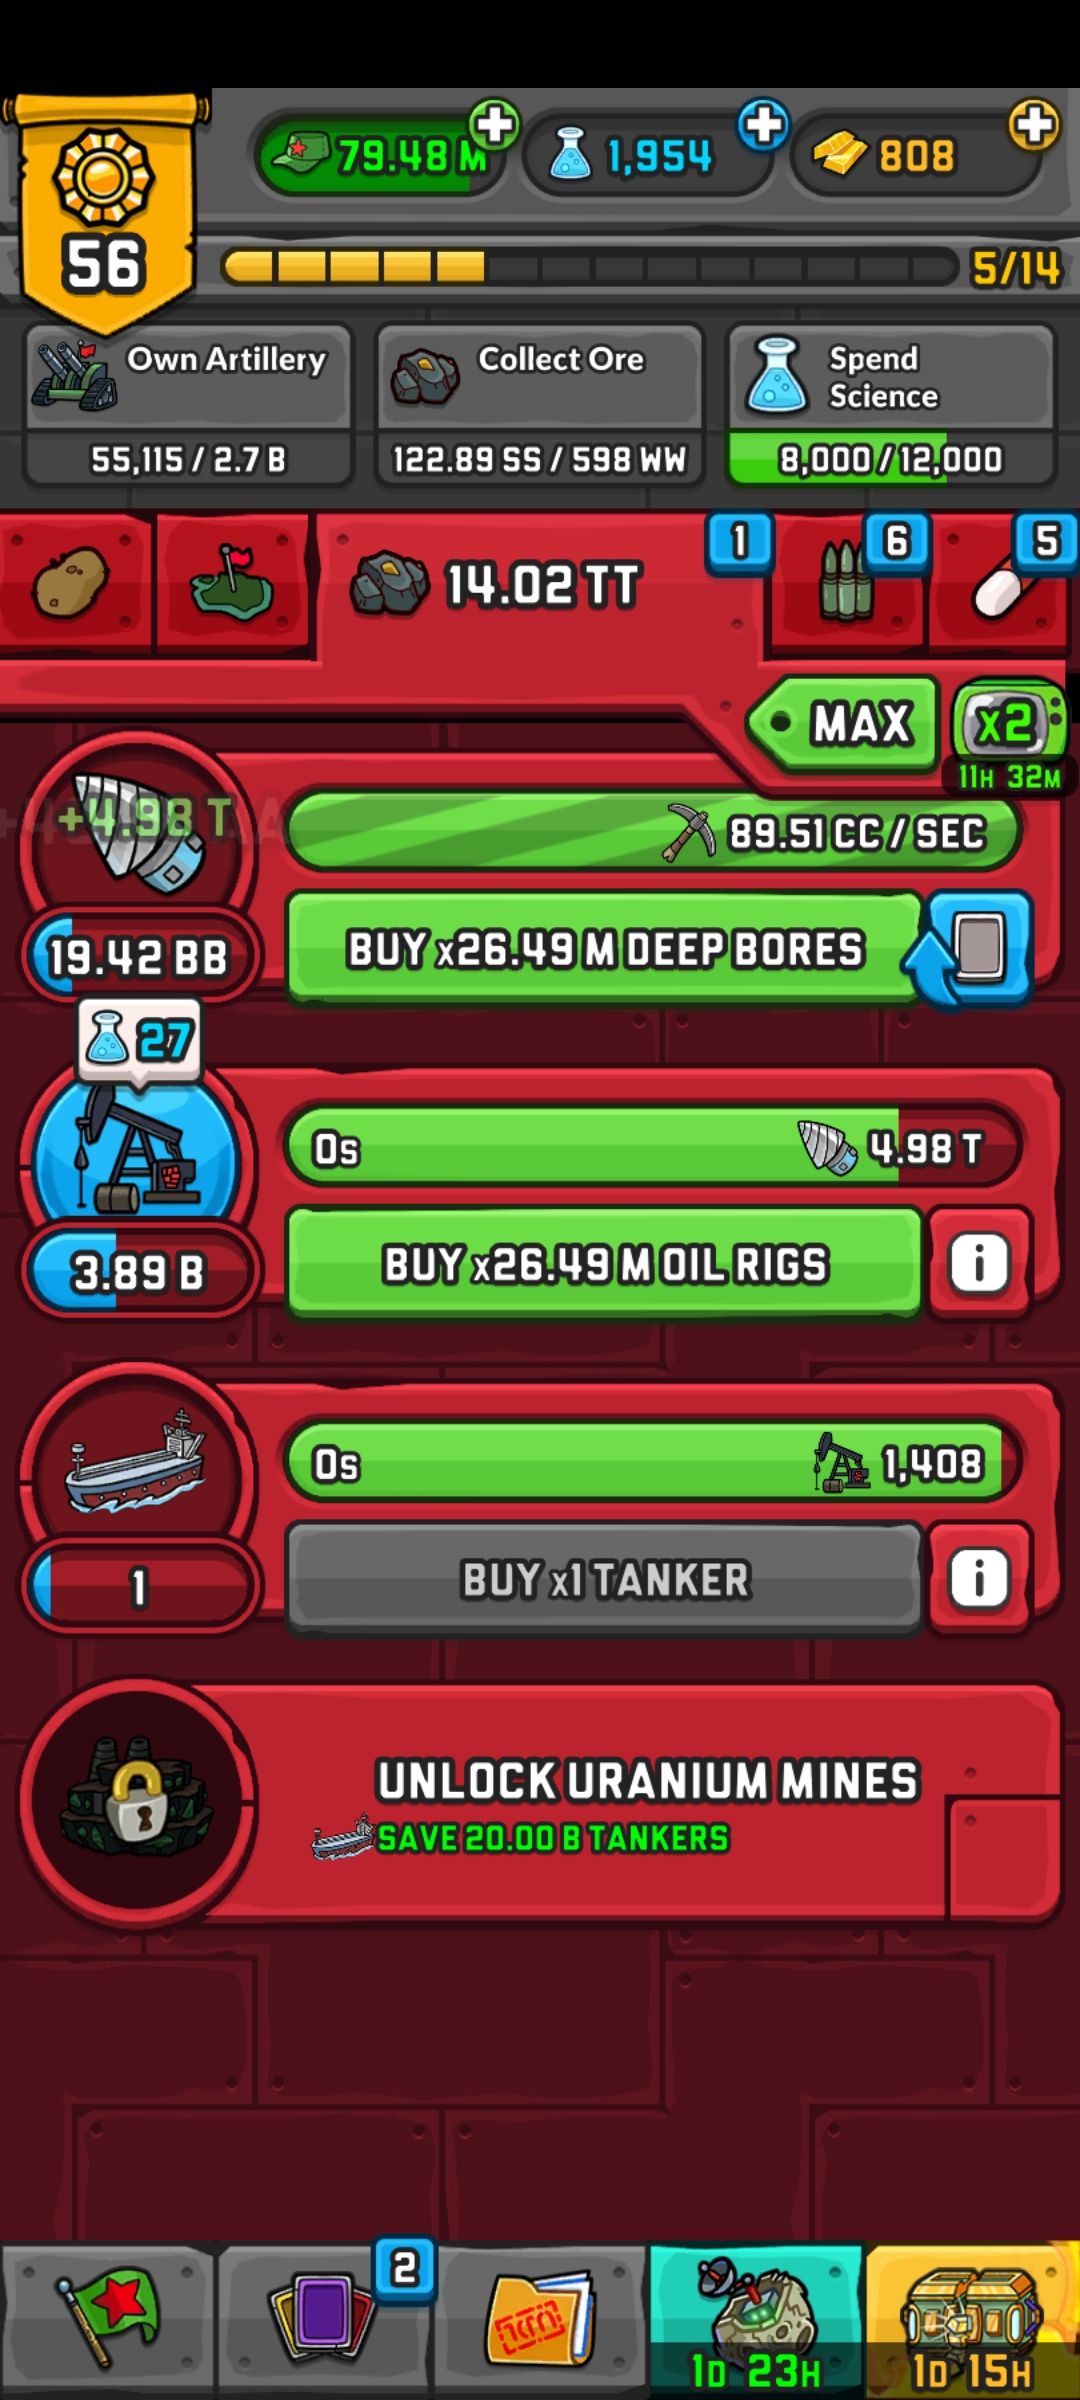 79.48 M
1,954
808
56
5/14
Own Artillery
55,115 / 2.7 B
Collect Ore
122.89 SS / 598 WW
Spend
Science
8,000 / 12,000
14.02 TT
1
6
5
MAX
x2
11H 32M
+4.98 T
89.51 CC / SEC
19.42 BB
BUY x26.49 M DEEP BORES
27
0s
4.98 T
3.89 B
BUY x26.49 M OIL RIGS
i
0s
1,408
1
BUY x1 TANKER
i
UNLOCK URANIUM MINES
SAVE 20.00 B TANKERS
2
1D 23H
1D 15H